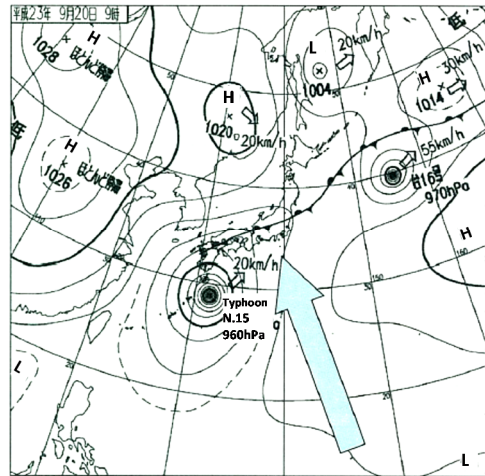 平成23年 9月20日 9時
H
1028
ほとんど停滞
低
H
1026
ほとんど停滞
H
1020
20km/h
L
1004
20km/h
低
30km/h
H
1014
55km/h
台16号
970hPa
H
20km/h
Typhoon
N.15
960hPa
L
L